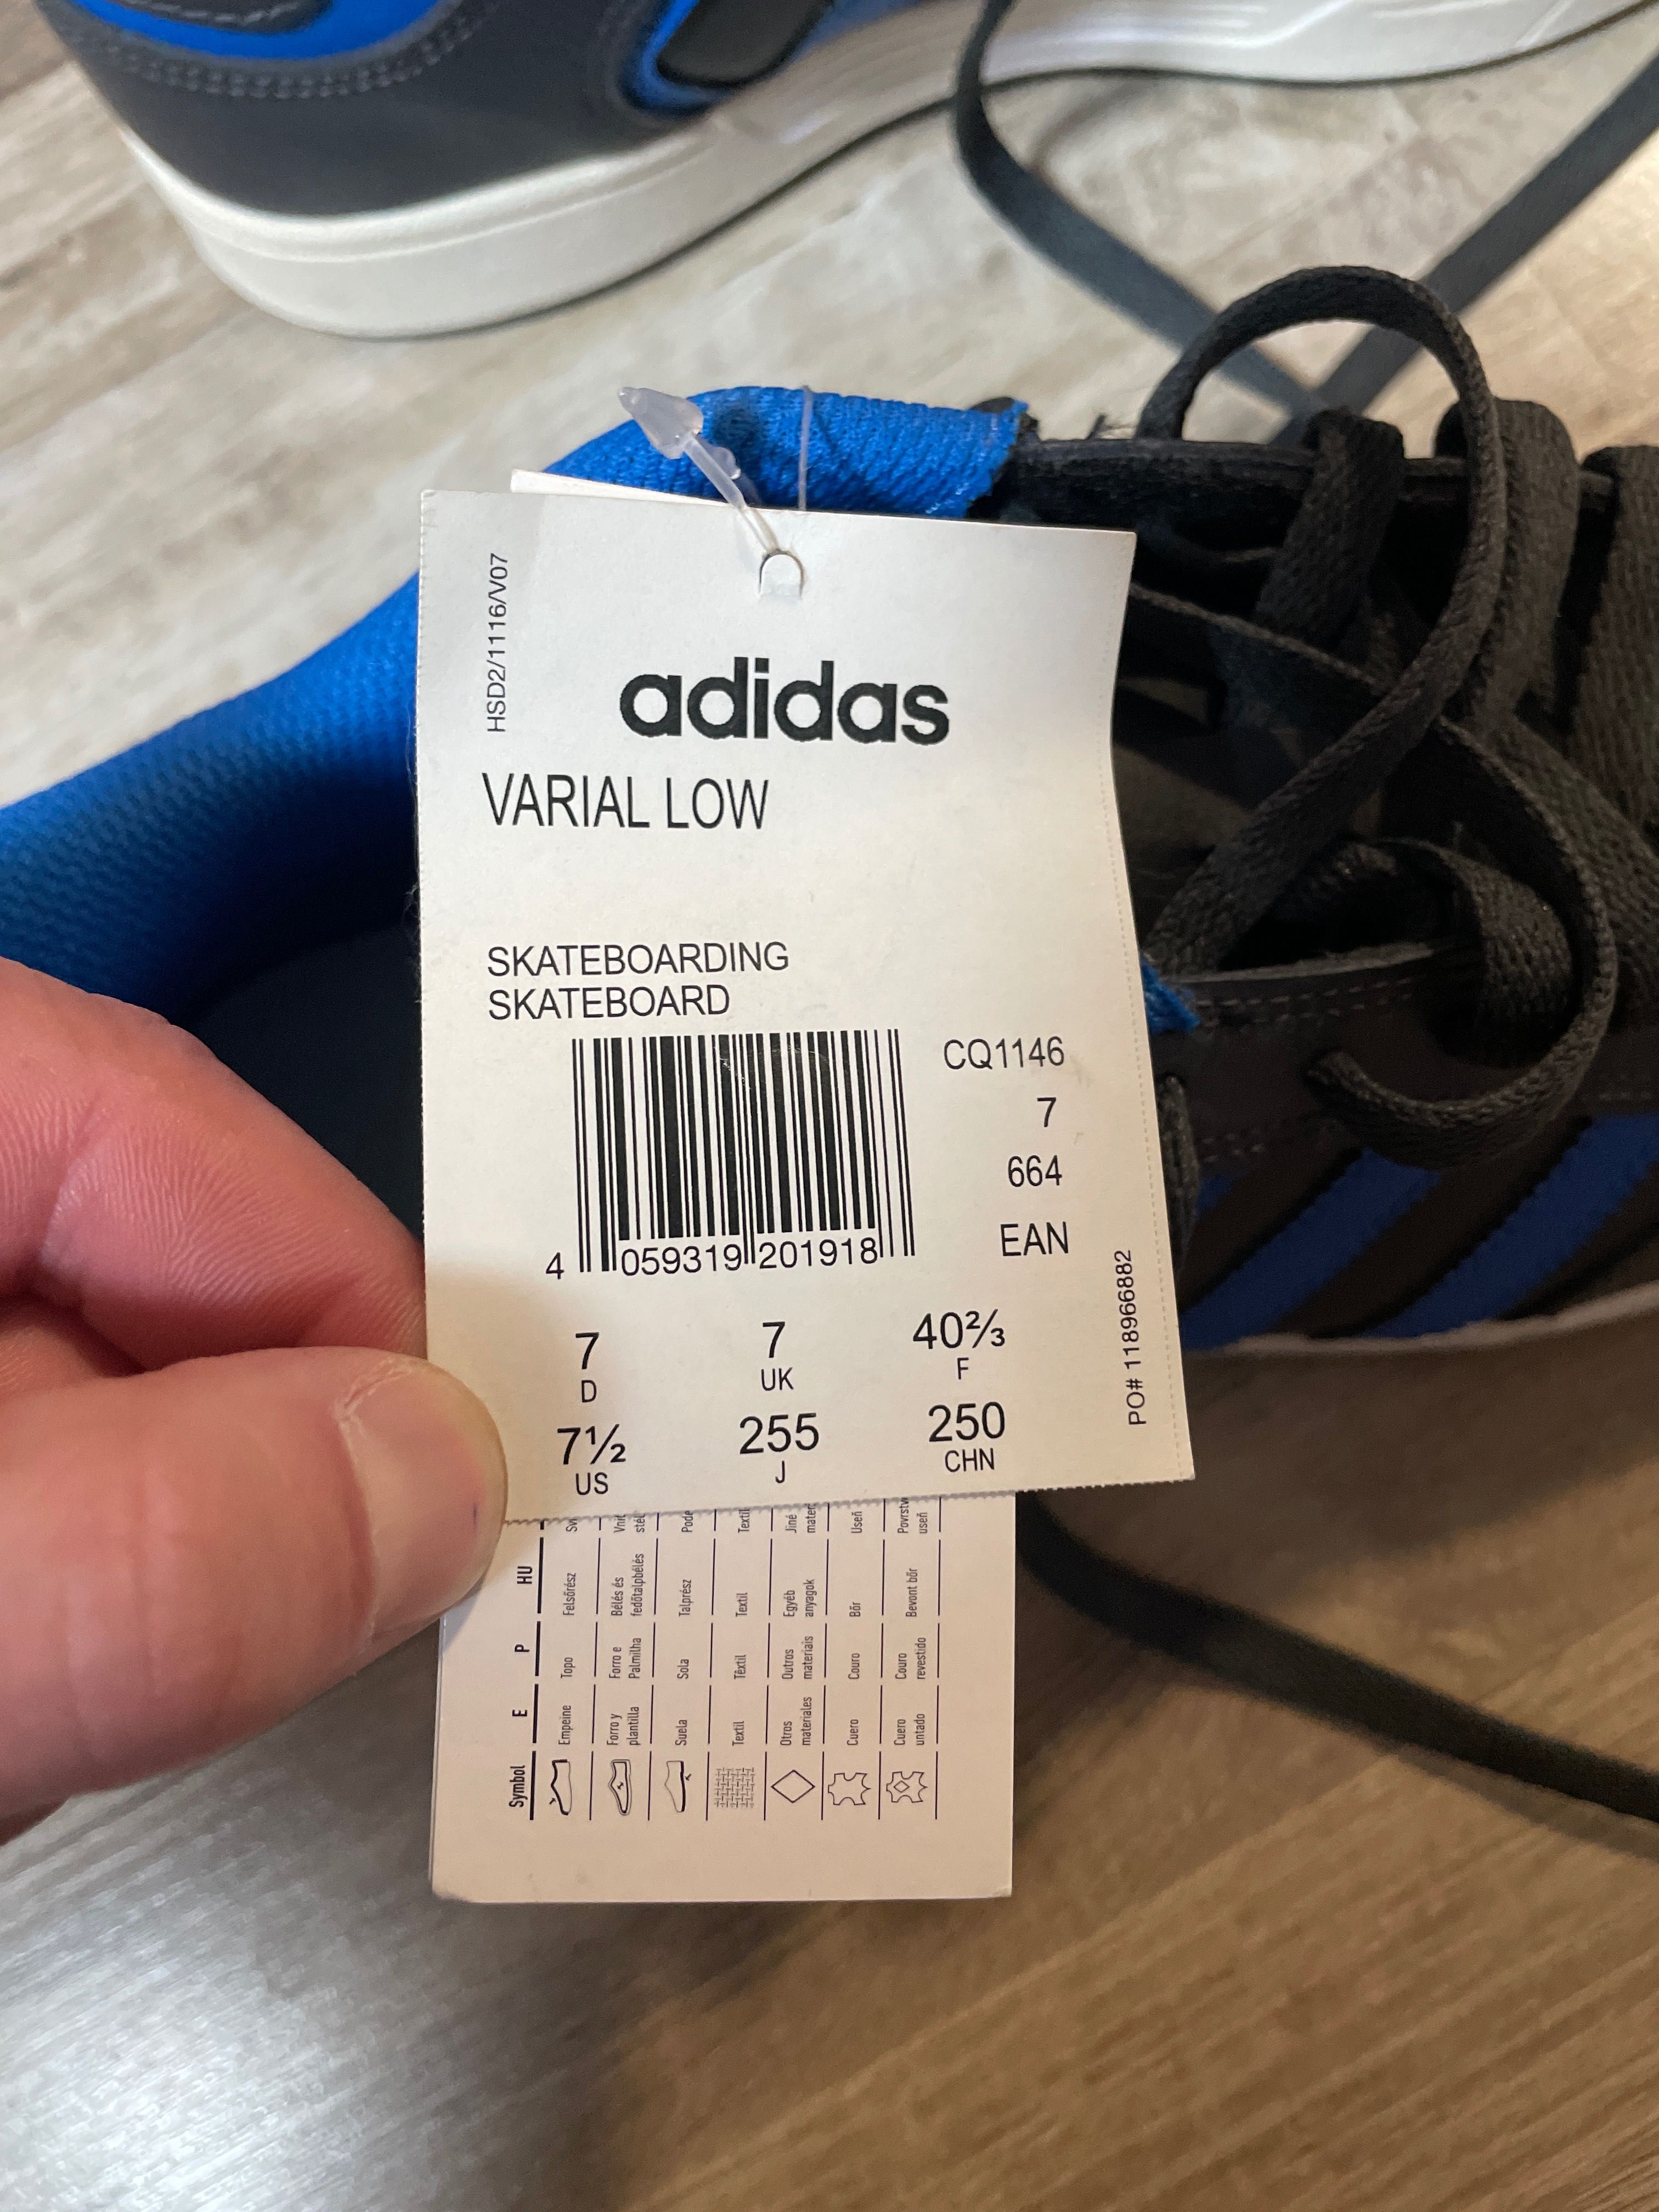 HSD2/1116/V07
adidas
VARIAL LOW
SKATEBOARDING
SKATEBOARD
CQ1146
7
664
EAN
4 059319 201918
7 7 40⅔
D UK F
7½ 255 250
US J CHN
PO# 118966882
Symbol E P HU
Empeine Topo Felsőrész
Forro y plantilla Forro e Palmilha Bélés és fedőtalpbélés
Suela Sola Talprész
Textil Têxtil Textil
Otros materiales Outros materiais Egyéb anyagok
Cuero Couro Bőr Useň
Cuero untado Couro revestido Bevont bőr useň